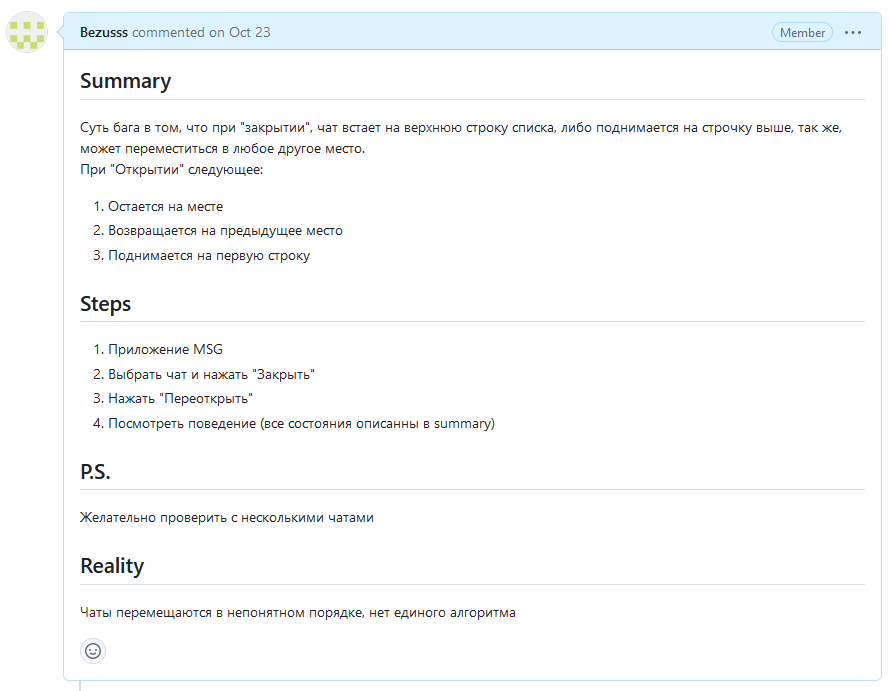 Bezusss commented on Oct 23
Member
Summary
Суть бага в том, что при "закрытии", чат встает на верхнюю строку списка, либо поднимается на строчку выше, так же,
может переместиться в любое другое место.
При "Открытии" следующее:
1. Остается на месте
2. Возвращается на предыдущее место
3. Поднимается на первую строку
Steps
1. Приложение MSG
2. Выбрать чат и нажать "Закрыть"
3. Нажать "Переоткрыть"
4. Посмотреть поведение (все состояния описанны в summary)
P.S.
Желательно проверить с несколькими чатами
Reality
Чаты перемещаются в непонятном порядке, нет единого алгоритма